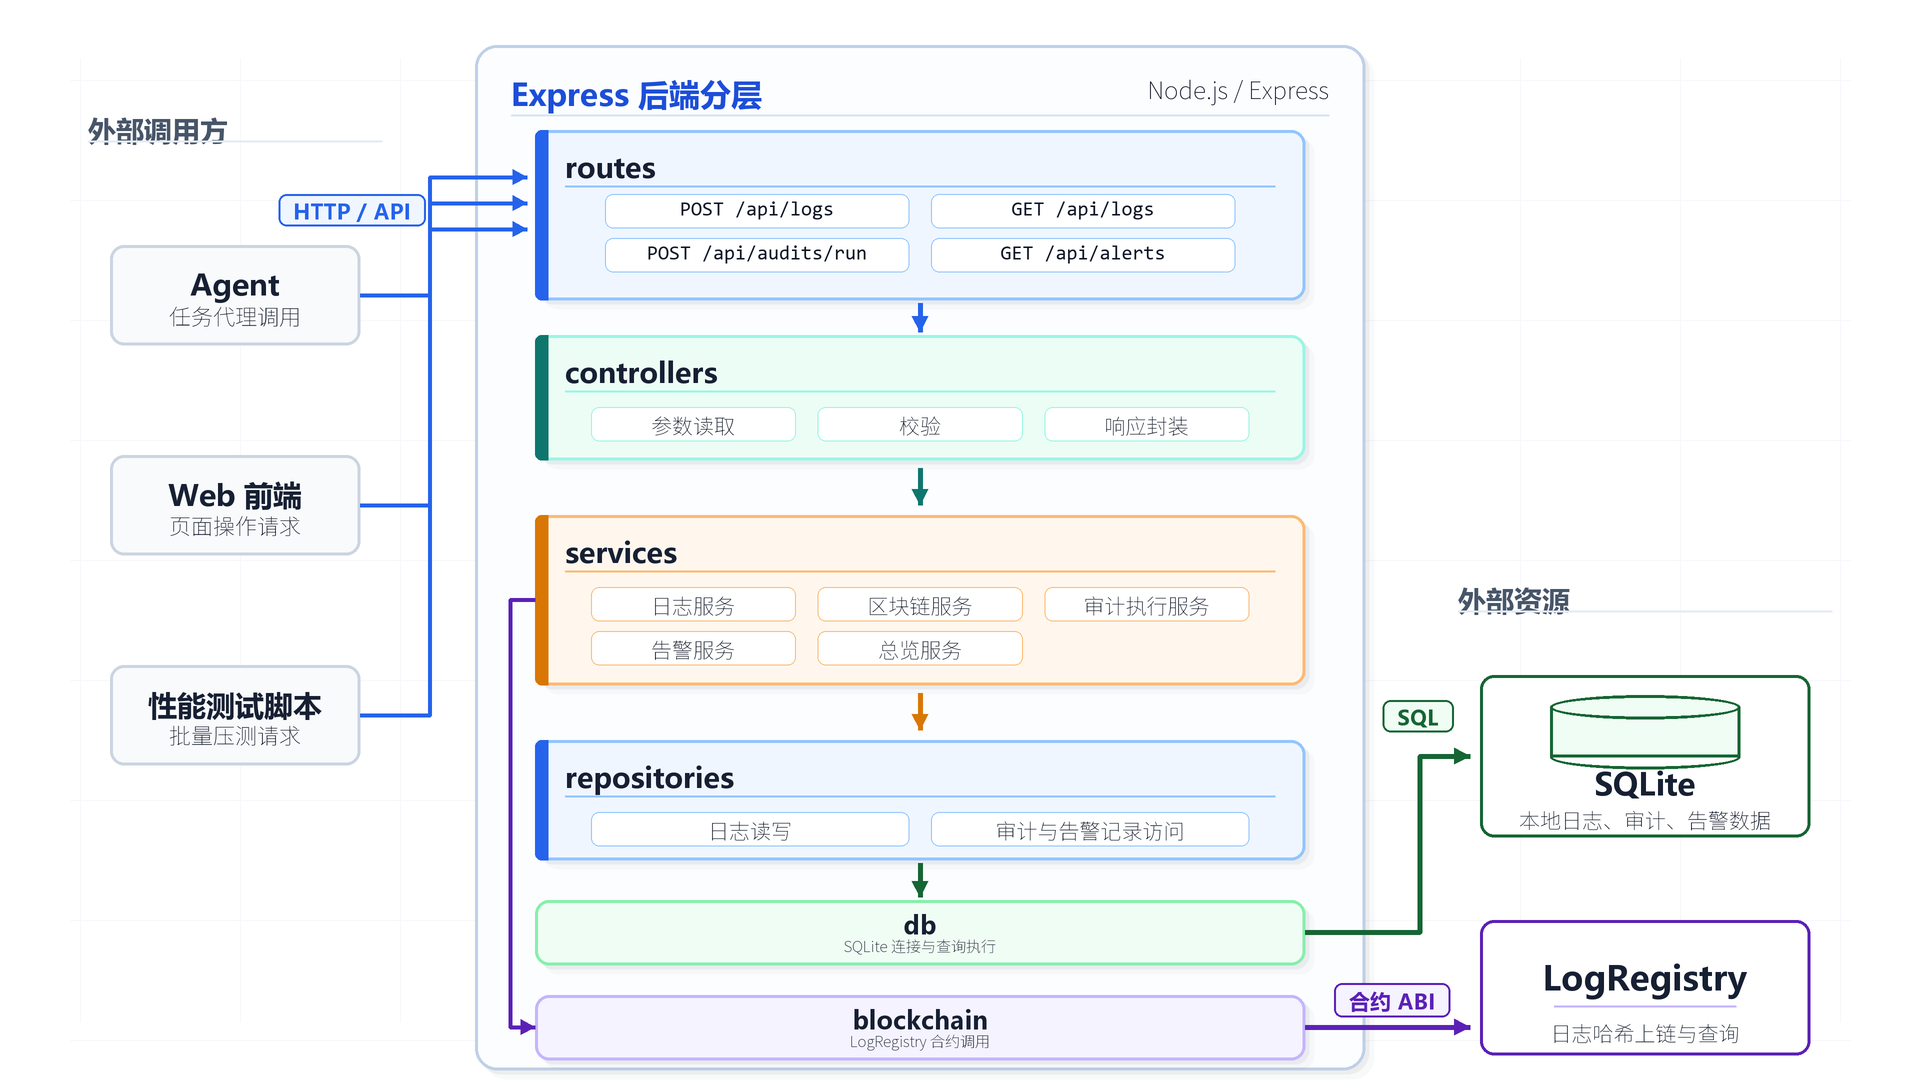 外部调用方
HTTP / API
Agent
任务代理调用
Web 前端
页面操作请求
性能测试脚本
批量压测请求
Express 后端分层
Node.js / Express
routes
POST /api/logs
GET /api/logs
POST /api/audits/run
GET /api/alerts
controllers
参数读取
校验
响应封装
services
日志服务
区块链服务
审计执行服务
告警服务
总览服务
repositories
日志读写
审计与告警记录访问
db
SQLite 连接与查询执行
blockchain
LogRegistry 合约调用
外部资源
SQL
SQLite
本地日志、审计、告警数据
合约 ABI
LogRegistry
日志哈希上链与查询